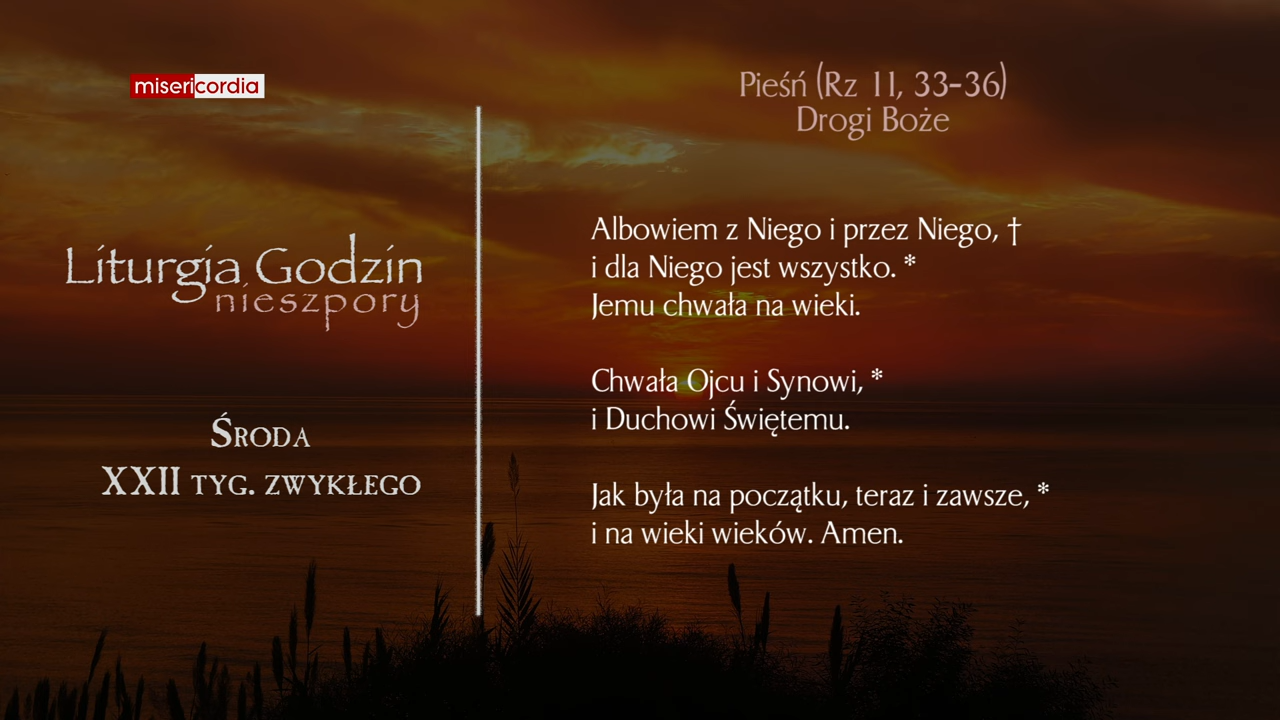 misericordia
Liturgia Godzin
nieszpory
Środa
XXII tyg. zwykłego
Pieśń (Rz 11, 33-36)
Drogi Boże
Albowiem z Niego i przez Niego, †
i dla Niego jest wszystko. *
Jemu chwała na wieki.
Chwała Ojcu i Synowi, *
i Duchowi Świętemu.
Jak była na początku, teraz i zawsze, *
i na wieki wieków. Amen.